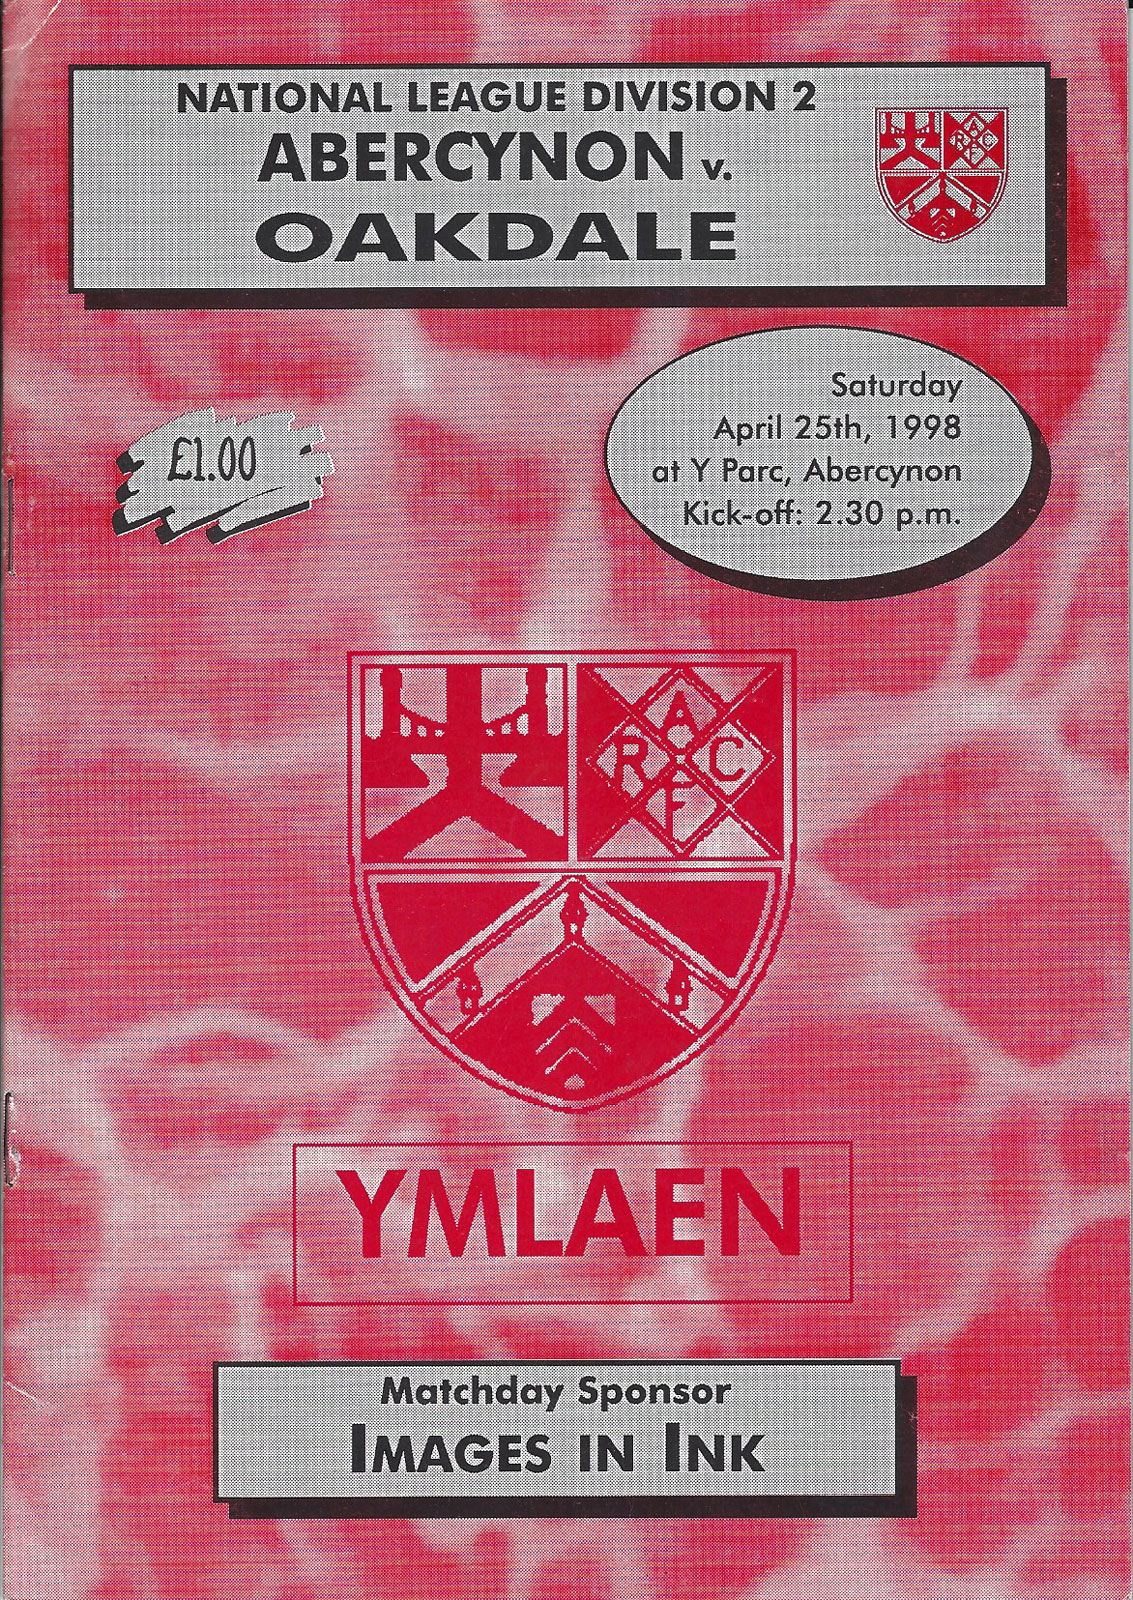 NATIONAL LEAGUE DIVISION 2
ABERCYNON v.
OAKDALE
A
R F C
Saturday
April 25th, 1998
at Y Parc, Abercynon
Kick-off: 2.30 p.m.
£1.00
A
R C
F
YMLAEN
Matchday Sponsor
IMAGES IN INK